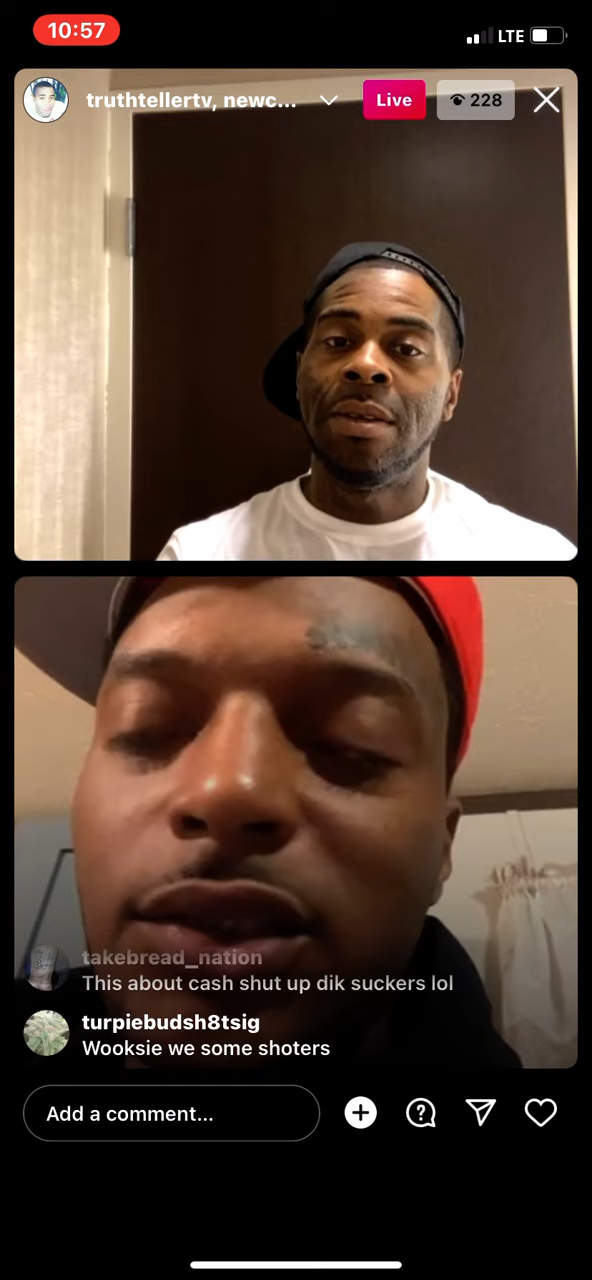 10:57
LTE
truthtellertv, newc...
Live
228
takebread_nation
This about cash shut up dik suckers lol
turpiebudsh8tsig
Wooksie we some shoters
Add a comment...